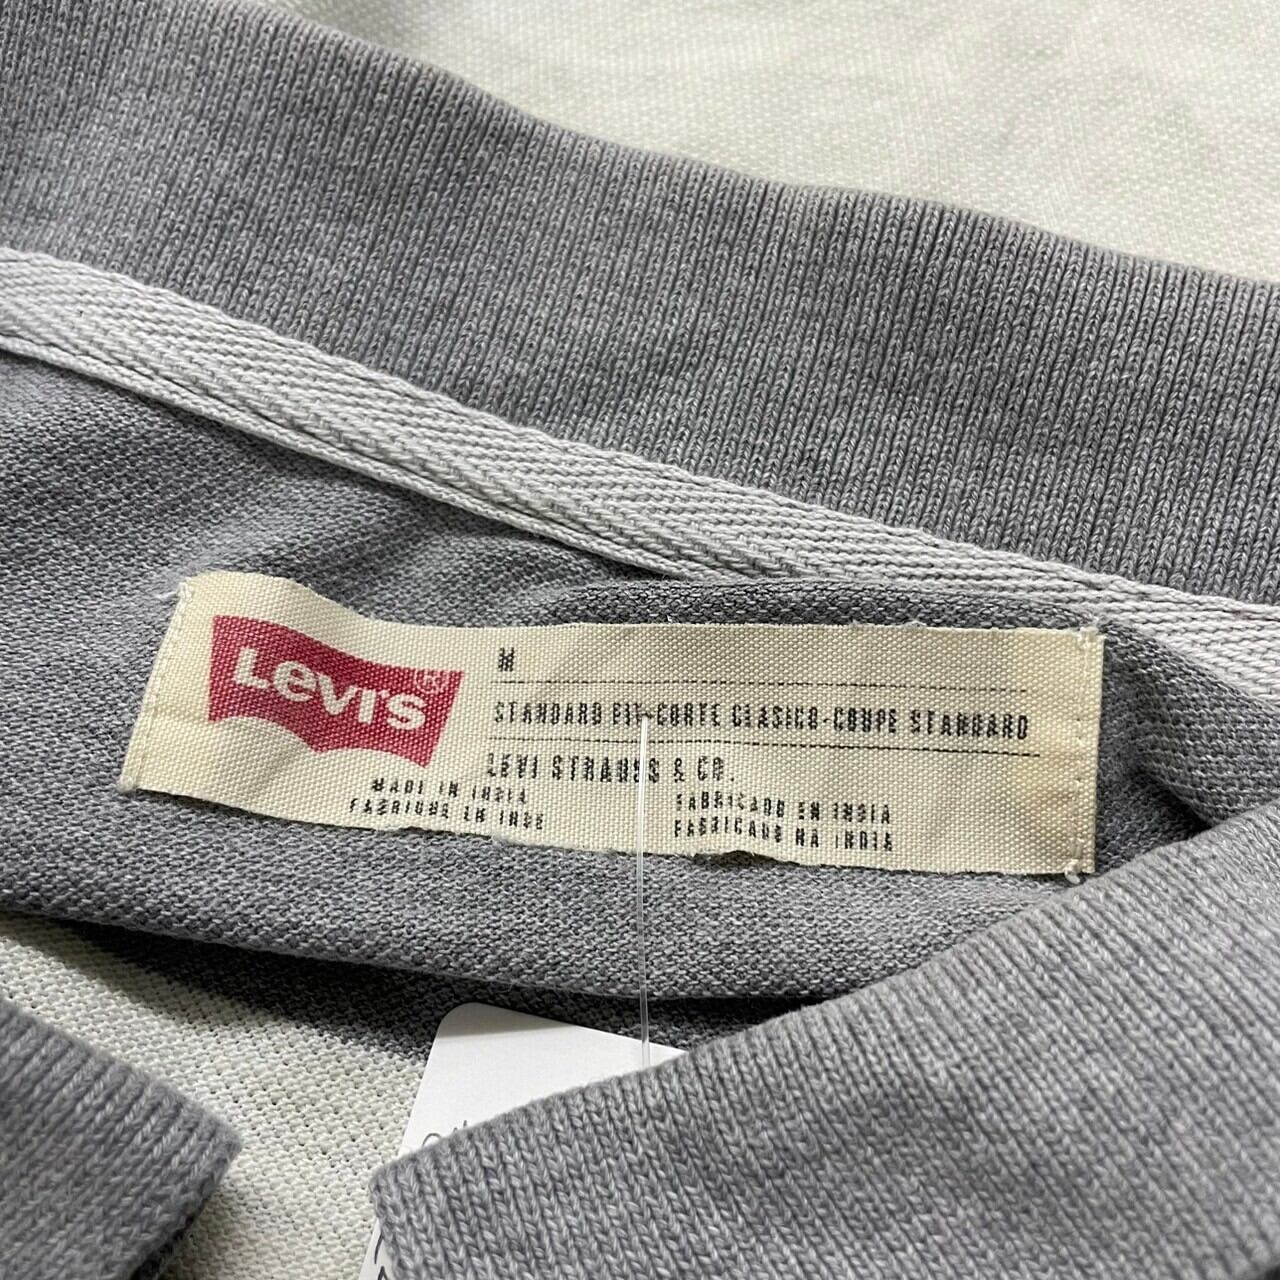 Levi's®
M
STANDARD FIT-CORTE CLASICO-COUPE STANDARD
LEVI STRAUSS & CO.
MADE IN INDIA
FABRIQUE EN INDE
FABRICADO EN INDIA
FABRICADO NA INDIA